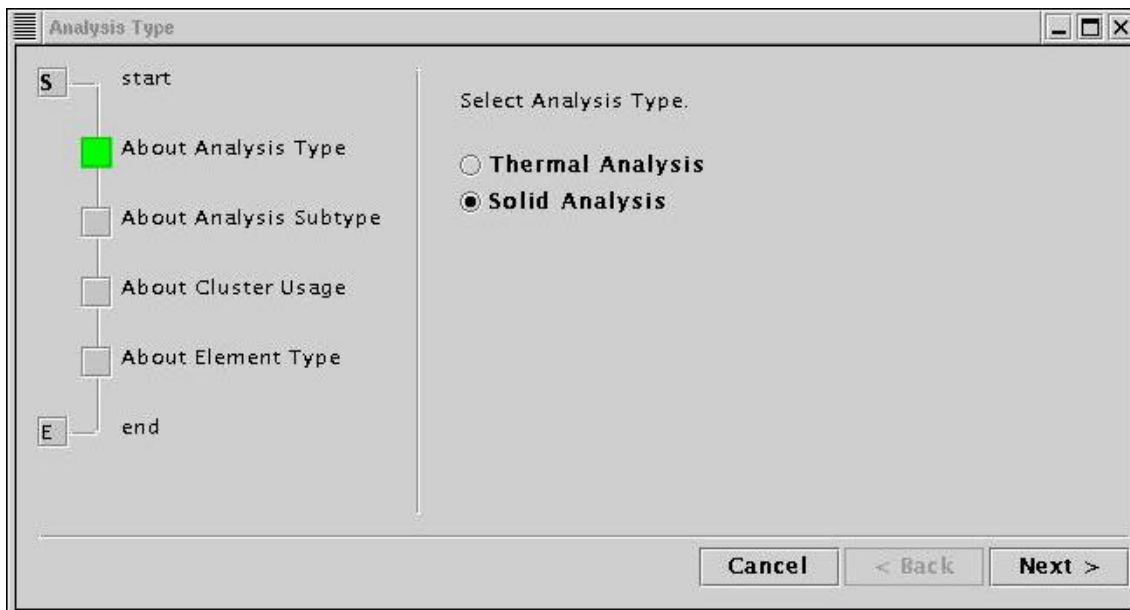 Analysis Type
S start
About Analysis Type
About Analysis Subtype
About Cluster Usage
About Element Type
E end
Select Analysis Type.
Thermal Analysis
Solid Analysis
Cancel < Back Next >